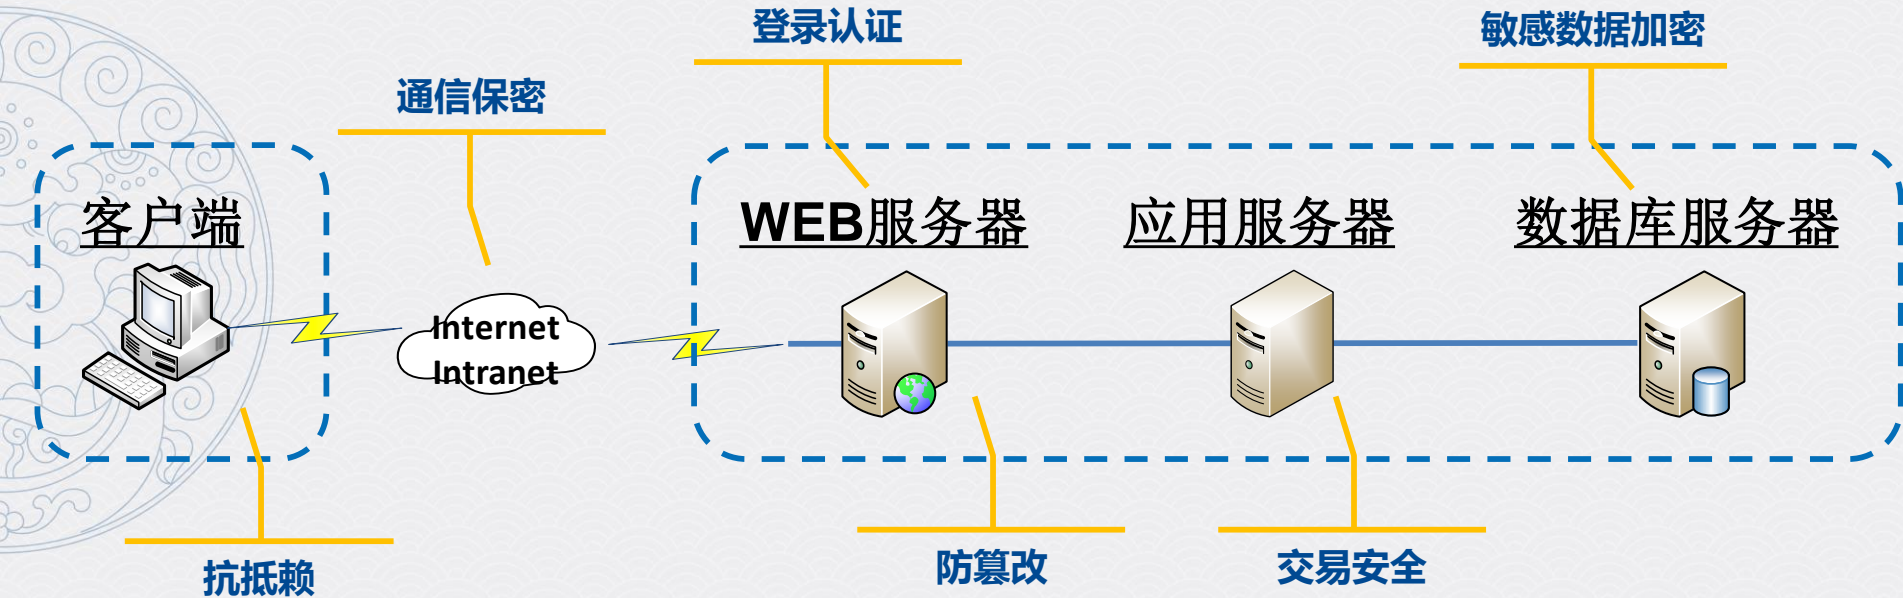 登录认证
敏感数据加密
通信保密
客户端
WEB服务器
应用服务器
数据库服务器
Internet
Intranet
防篡改
交易安全
抗抵赖